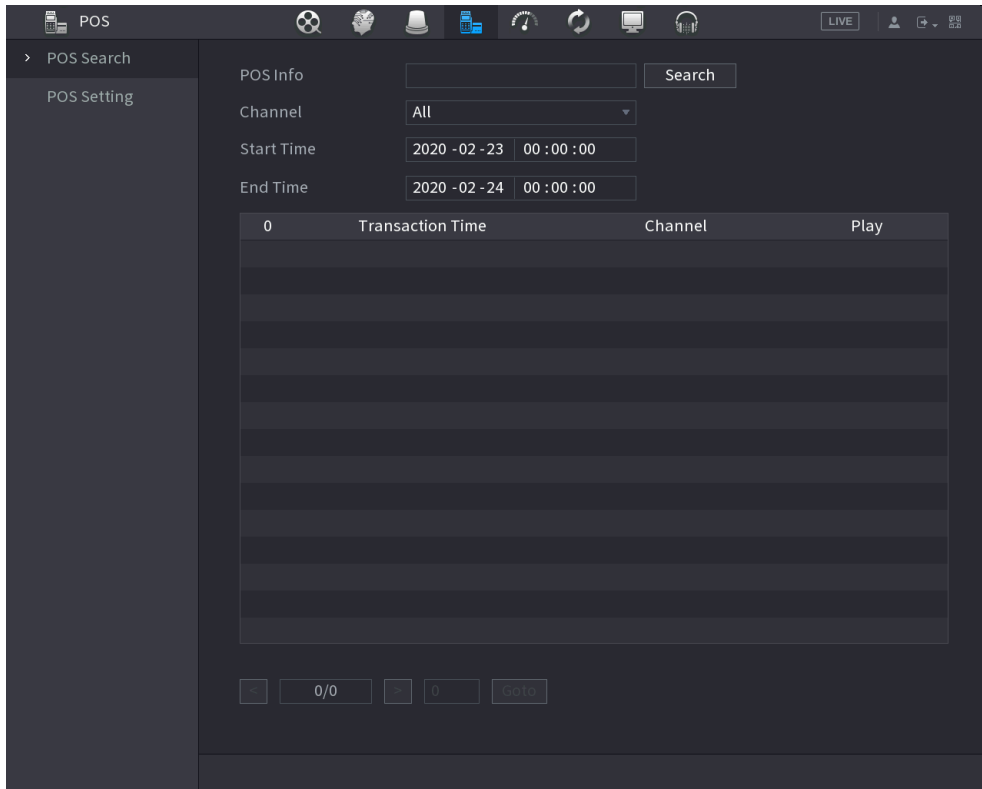 POS LIVE
POS Search
POS Setting
POS Info Search
Channel All
Start Time 2020 -02 -23 00 :00 :00
End Time 2020 -02 -24 00 :00 :00
0 Transaction Time Channel Play
< 0/0 > 0 Goto